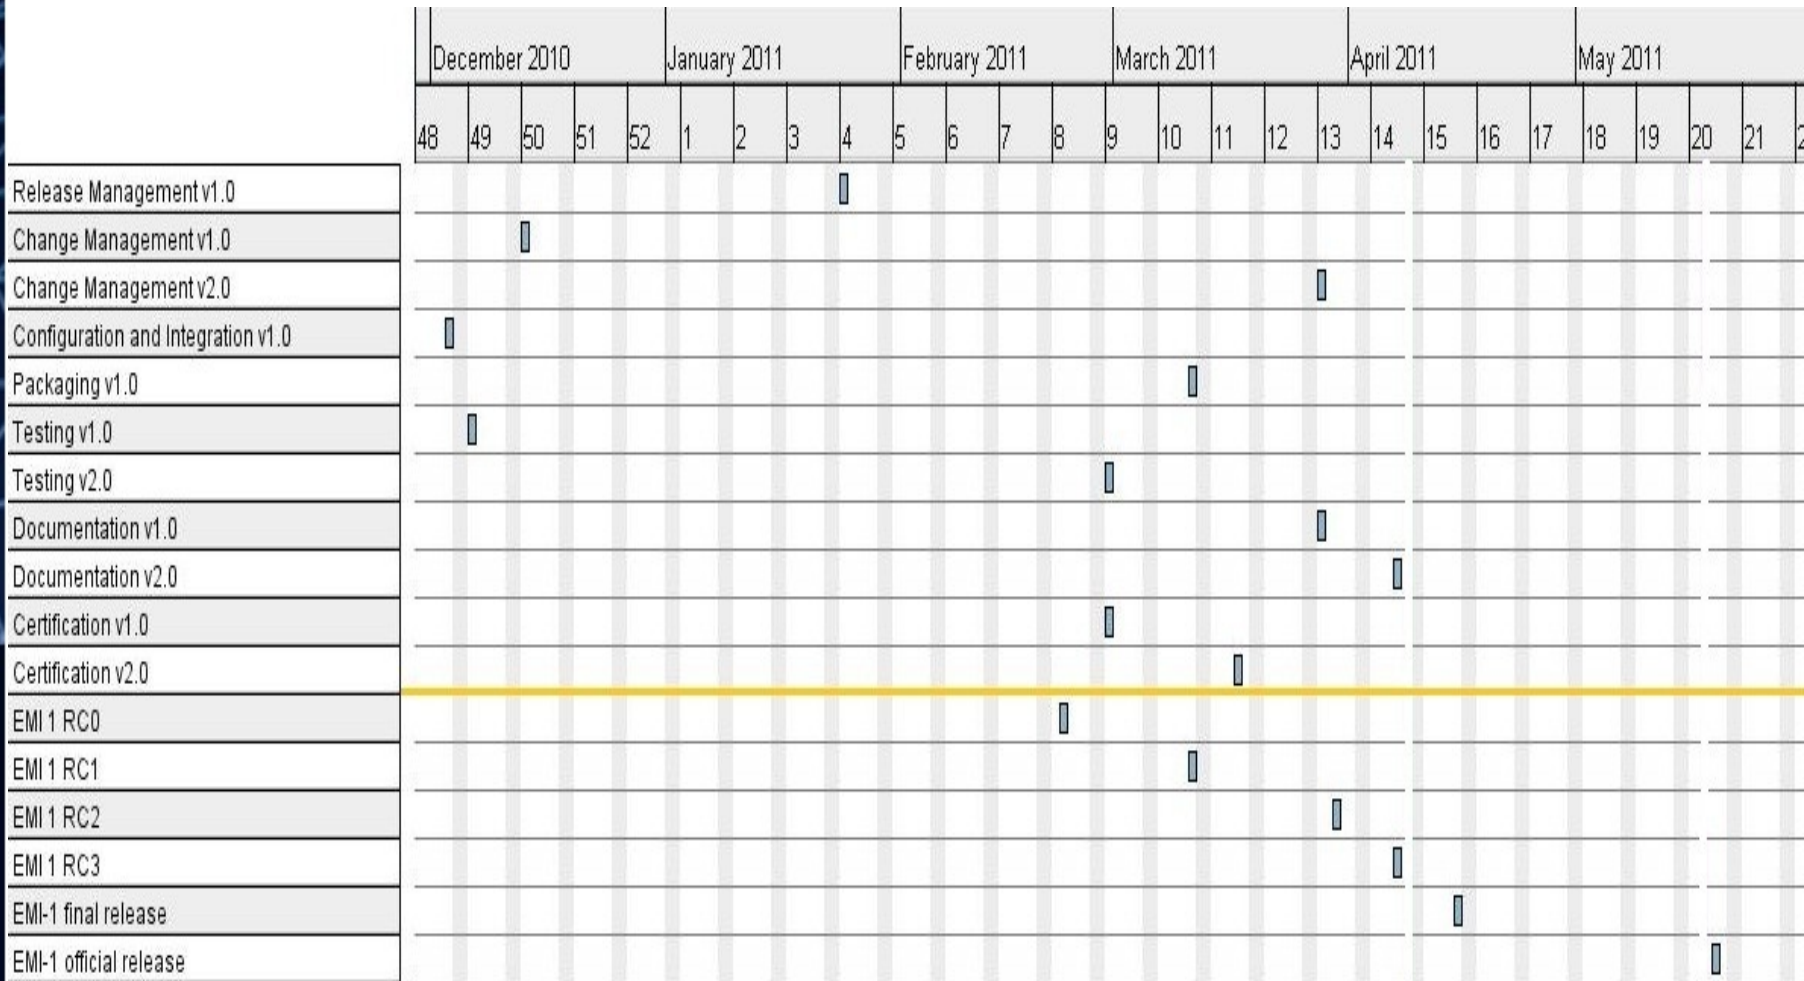 December 2010 January 2011 February 2011 March 2011 April 2011 May 2011
48 49 50 51 52 1 2 3 4 5 6 7 8 9 10 11 12 13 14 15 16 17 18 19 20 21 2
Release Management v1.0
Change Management v1.0
Change Management v2.0
Configuration and Integration v1.0
Packaging v1.0
Testing v1.0
Testing v2.0
Documentation v1.0
Documentation v2.0
Certification v1.0
Certification v2.0
EMI 1 RC0
EMI 1 RC1
EMI 1 RC2
EMI 1 RC3
EMI-1 final release
EMI-1 official release